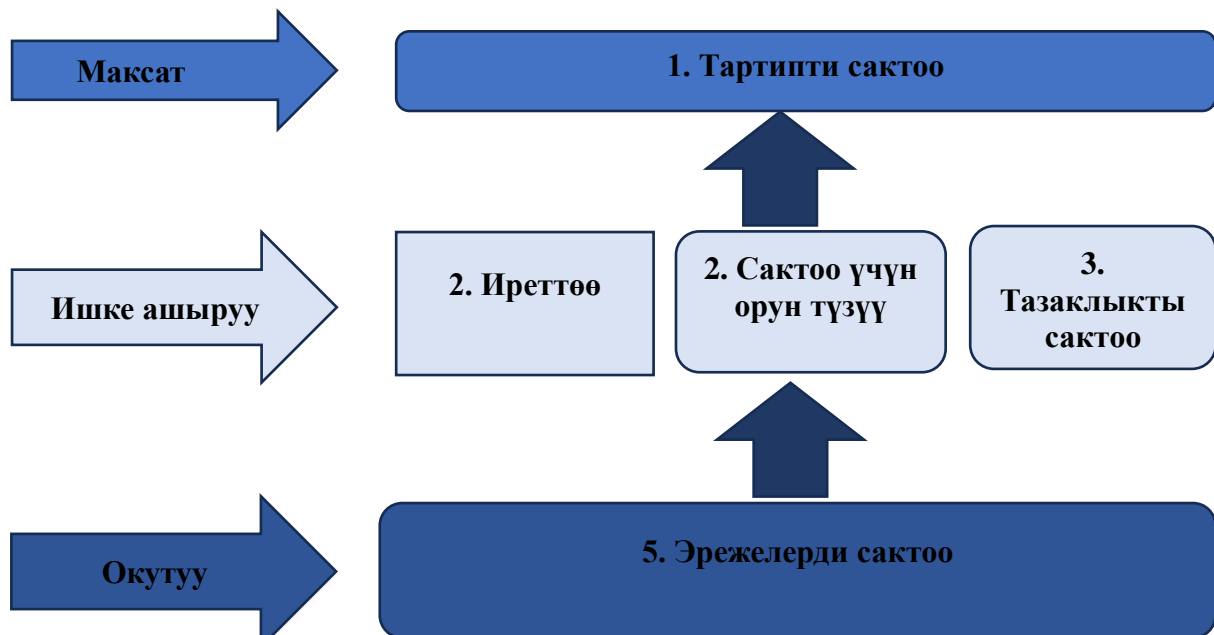 Максат
1. Тартипти сактоо
Ишке ашыруу
2. Иреттөө
2. Сактоо үчүн
орун түзүү
3.
Тазаклыкты
сактоо
Окутуу
5. Эрежелерди сактоо